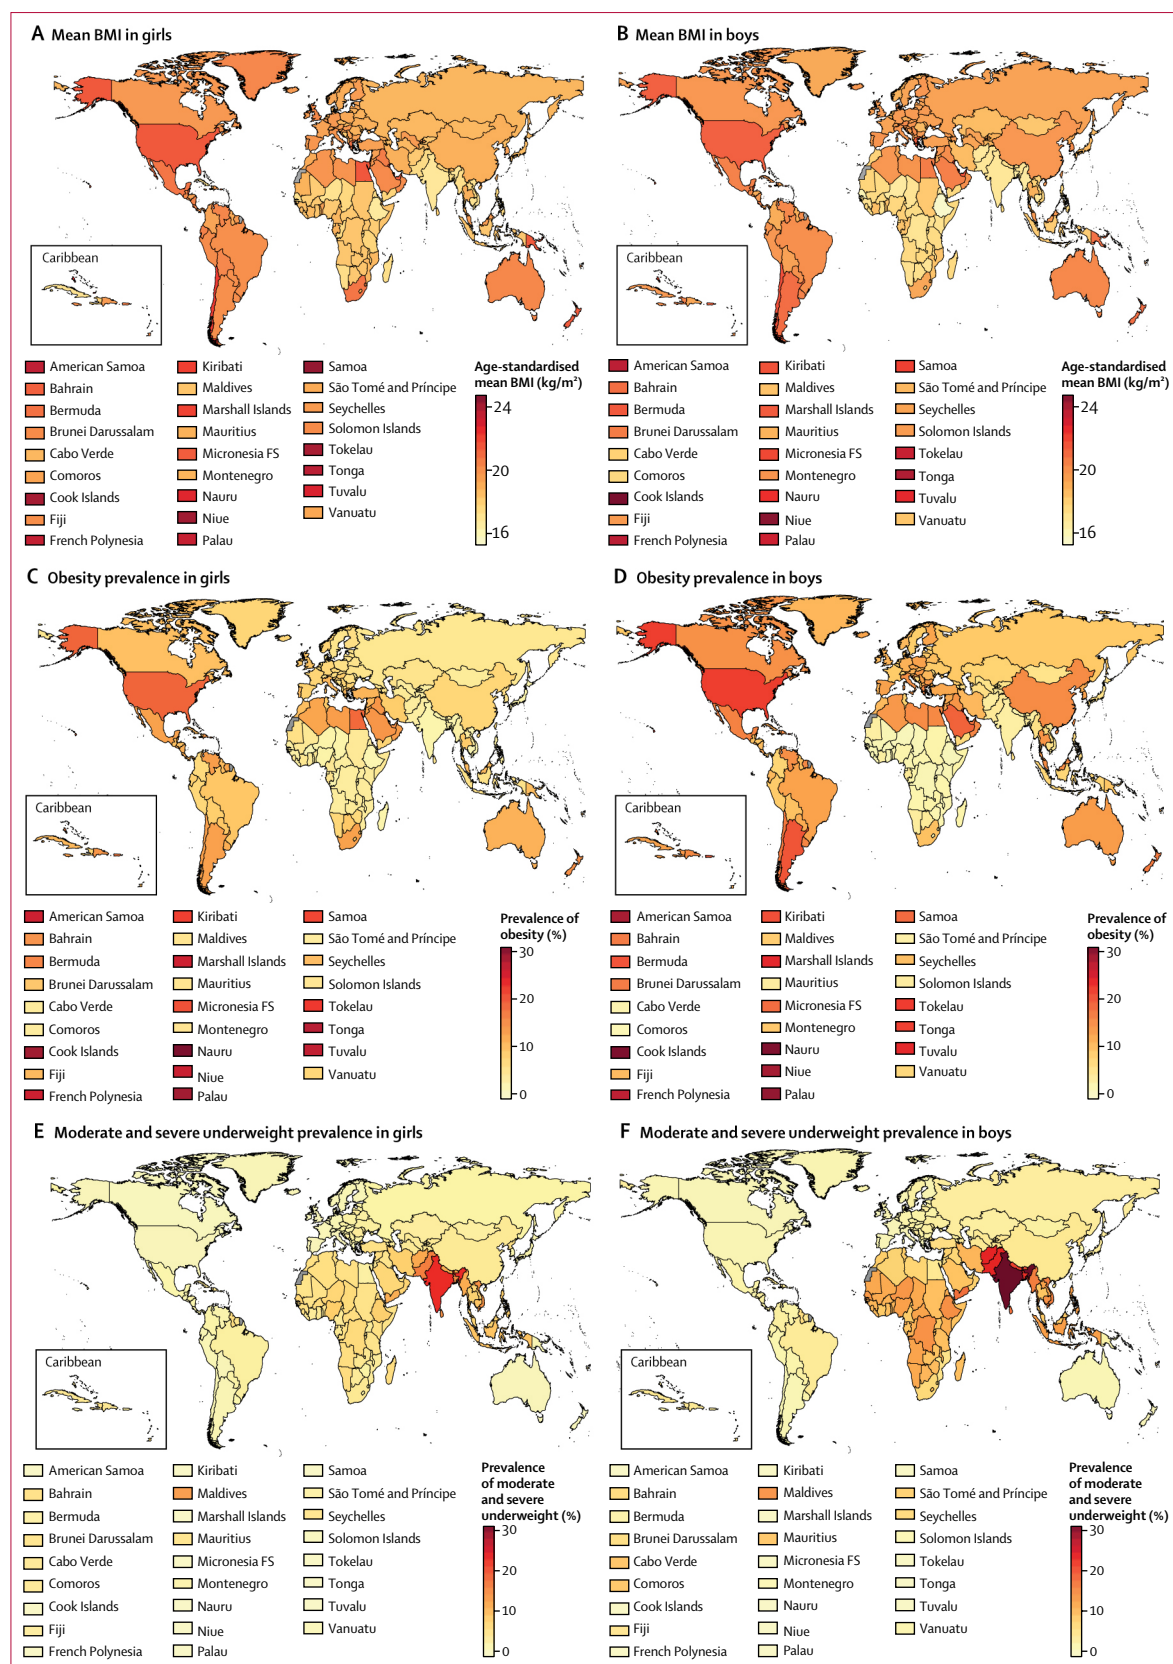 A Mean BMI in girls
Caribbean
American Samoa
Bahrain
Bermuda
Brunei Darussalam
Cabo Verde
Comoros
Cook Islands
Fiji
French Polynesia
Kiribati
Maldives
Marshall Islands
Mauritius
Micronesia FS
Montenegro
Nauru
Niue
Palau
Samoa
São Tomé and Príncipe
Seychelles
Solomon Islands
Tokelau
Tonga
Tuvalu
Vanuatu
Age-standardised
mean BMI (kg/m²)
24
20
16
B Mean BMI in boys
Caribbean
American Samoa
Bahrain
Bermuda
Brunei Darussalam
Cabo Verde
Comoros
Cook Islands
Fiji
French Polynesia
Kiribati
Maldives
Marshall Islands
Mauritius
Micronesia FS
Montenegro
Nauru
Niue
Palau
Samoa
São Tomé and Príncipe
Seychelles
Solomon Islands
Tokelau
Tonga
Tuvalu
Vanuatu
Age-standardised
mean BMI (kg/m²)
24
20
16
C Obesity prevalence in girls
Caribbean
American Samoa
Bahrain
Bermuda
Brunei Darussalam
Cabo Verde
Comoros
Cook Islands
Fiji
French Polynesia
Kiribati
Maldives
Marshall Islands
Mauritius
Micronesia FS
Montenegro
Nauru
Niue
Palau
Samoa
São Tomé and Príncipe
Seychelles
Solomon Islands
Tokelau
Tonga
Tuvalu
Vanuatu
Prevalence of
obesity (%)
30
20
10
0
D Obesity prevalence in boys
Caribbean
American Samoa
Bahrain
Bermuda
Brunei Darussalam
Cabo Verde
Comoros
Cook Islands
Fiji
French Polynesia
Kiribati
Maldives
Marshall Islands
Mauritius
Micronesia FS
Montenegro
Nauru
Niue
Palau
Samoa
São Tomé and Príncipe
Seychelles
Solomon Islands
Tokelau
Tonga
Tuvalu
Vanuatu
Prevalence of
obesity (%)
30
20
10
0
E Moderate and severe underweight prevalence in girls
Caribbean
American Samoa
Bahrain
Bermuda
Brunei Darussalam
Cabo Verde
Comoros
Cook Islands
Fiji
French Polynesia
Kiribati
Maldives
Marshall Islands
Mauritius
Micronesia FS
Montenegro
Nauru
Niue
Palau
Samoa
São Tomé and Príncipe
Seychelles
Solomon Islands
Tokelau
Tonga
Tuvalu
Vanuatu
Prevalence
of moderate
and severe
underweight (%)
30
20
10
0
F Moderate and severe underweight prevalence in boys
Caribbean
American Samoa
Bahrain
Bermuda
Brunei Darussalam
Cabo Verde
Comoros
Cook Islands
Fiji
French Polynesia
Kiribati
Maldives
Marshall Islands
Mauritius
Micronesia FS
Montenegro
Nauru
Niue
Palau
Samoa
São Tomé and Príncipe
Seychelles
Solomon Islands
Tokelau
Tonga
Tuvalu
Vanuatu
Prevalence
of moderate
and severe
underweight (%)
30
20
10
0